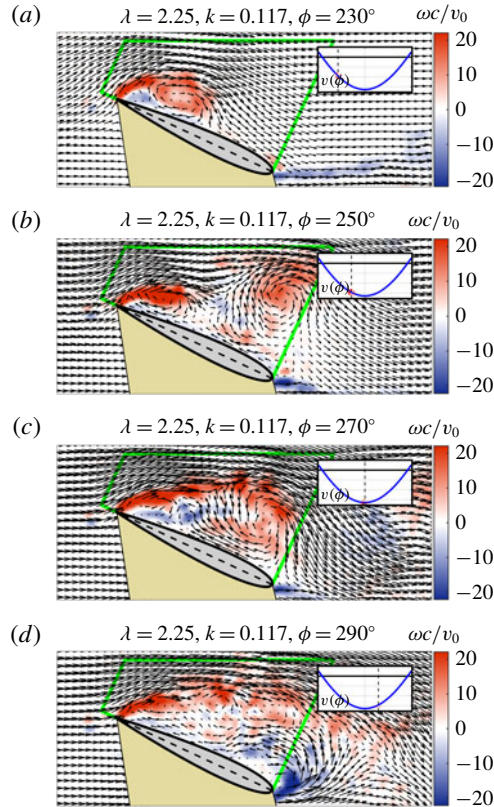 (a) λ = 2.25, k = 0.117, ϕ = 230° ωc/v₀
20
10
v(ϕ)
0
−10
−20
(b) λ = 2.25, k = 0.117, ϕ = 250° ωc/v₀
20
10
v(ϕ)
0
−10
−20
(c) λ = 2.25, k = 0.117, ϕ = 270° ωc/v₀
20
10
v(ϕ)
0
−10
−20
(d) λ = 2.25, k = 0.117, ϕ = 290° ωc/v₀
20
10
v(ϕ)
0
−10
−20